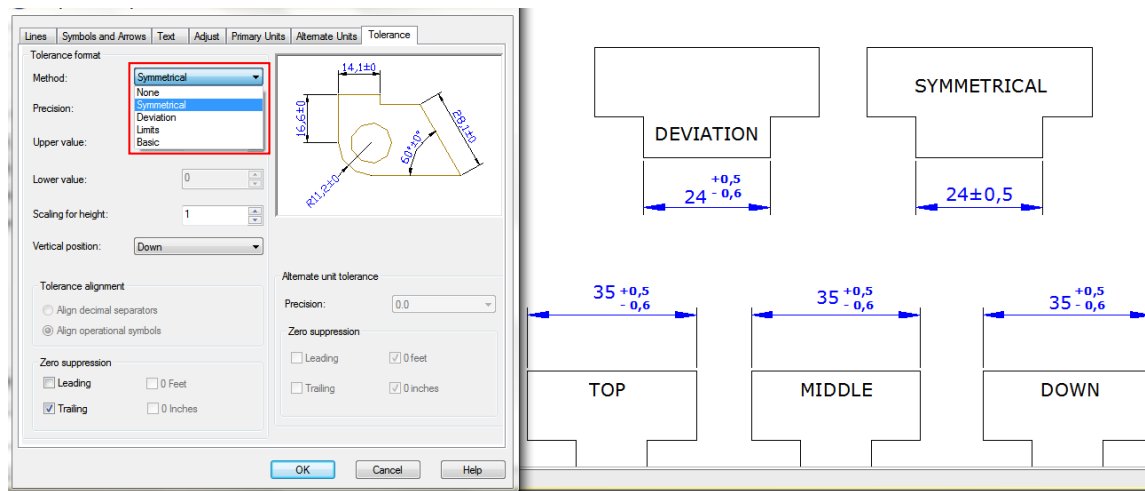 Lines Symbols and Arrows Text Adjust Primary Units Alternate Units Tolerance
Tolerance format
Method: Symmetrical
None
Symmetrical
Deviation
Limits
Basic
Precision:
Upper value:
Lower value: 0
Scaling for height: 1
Vertical position: Down
Tolerance alignment
Align decimal separators
Align operational symbols
Zero suppression
Leading 0 Feet
Trailing 0 Inches
14,1±0
16,6±0
28,1±0
60°±0°
R11,2±0
Alternate unit tolerance
Precision: 0.0
Zero suppression
Leading 0 feet
Trailing 0 inches
OK Cancel Help
DEVIATION
+0,5
24 - 0,6
SYMMETRICAL
24±0,5
35 +0,5
- 0,6
TOP
35 +0,5
- 0,6
MIDDLE
35 +0,5
- 0,6
DOWN